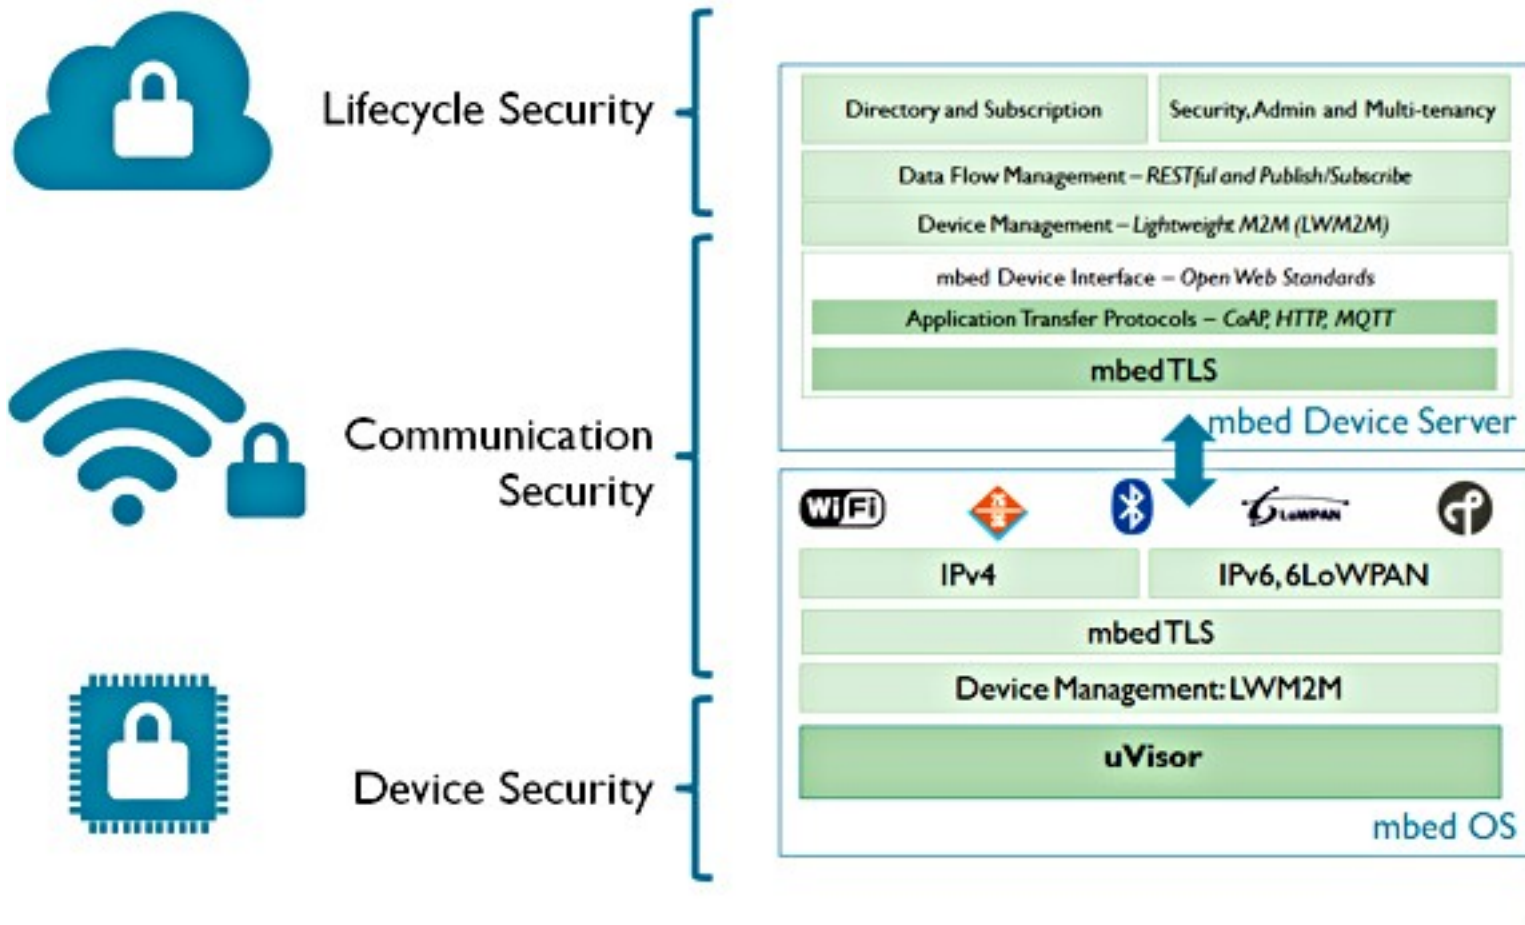 Lifecycle Security
Communication
Security
Device Security
Directory and Subscription
Security, Admin and Multi-tenancy
Data Flow Management – RESTful and Publish/Subscribe
Device Management – Lightweight M2M (LWM2M)
mbed Device Interface – Open Web Standards
Application Transfer Protocols – CoAP, HTTP, MQTT
mbed TLS
mbed Device Server
WiFi
6LoWPAN
IPv4
IPv6, 6LoWPAN
mbed TLS
Device Management: LWM2M
uVisor
mbed OS